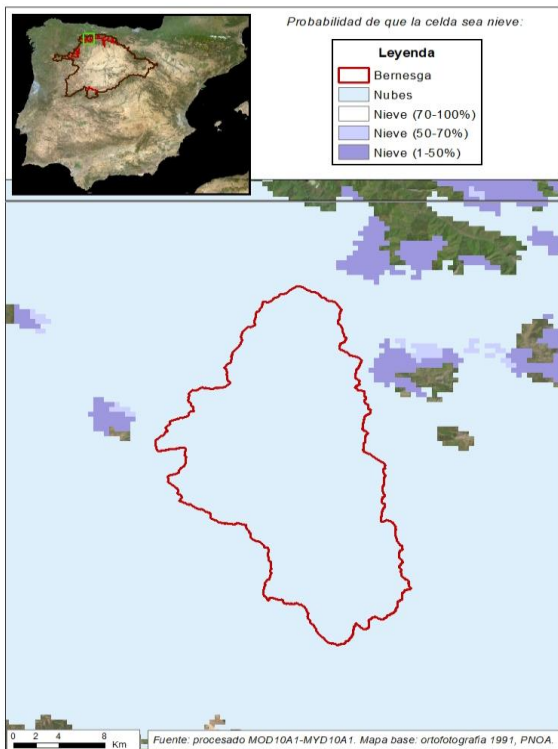 Probabilidad de que la celda sea nieve:
Leyenda
Bernesga
Nubes
Nieve (70-100%)
Nieve (50-70%)
Nieve (1-50%)
0 2 4 8
Km
Fuente: procesado MOD10A1-MYD10A1. Mapa base: ortofotografía 1991, PNOA.